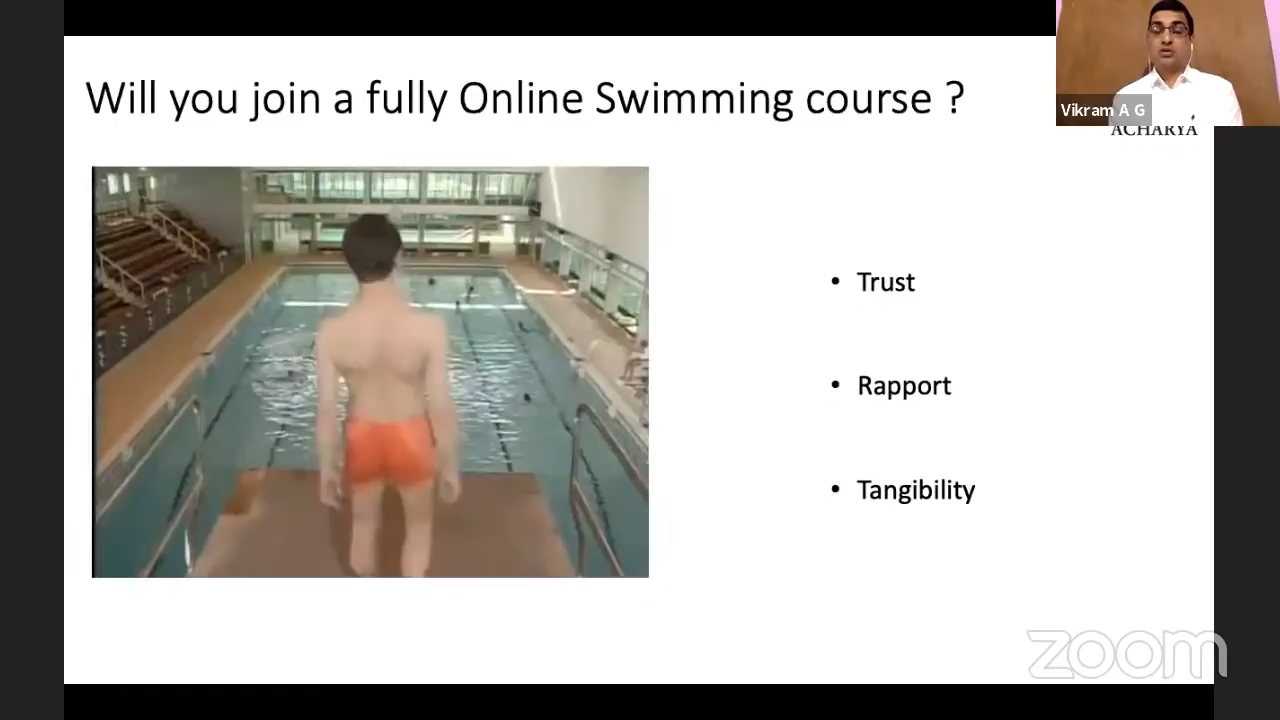 Will you join a fully Online Swimming course ?
Vikram A G
ACHARYA
• Trust
• Rapport
• Tangibility
zoom